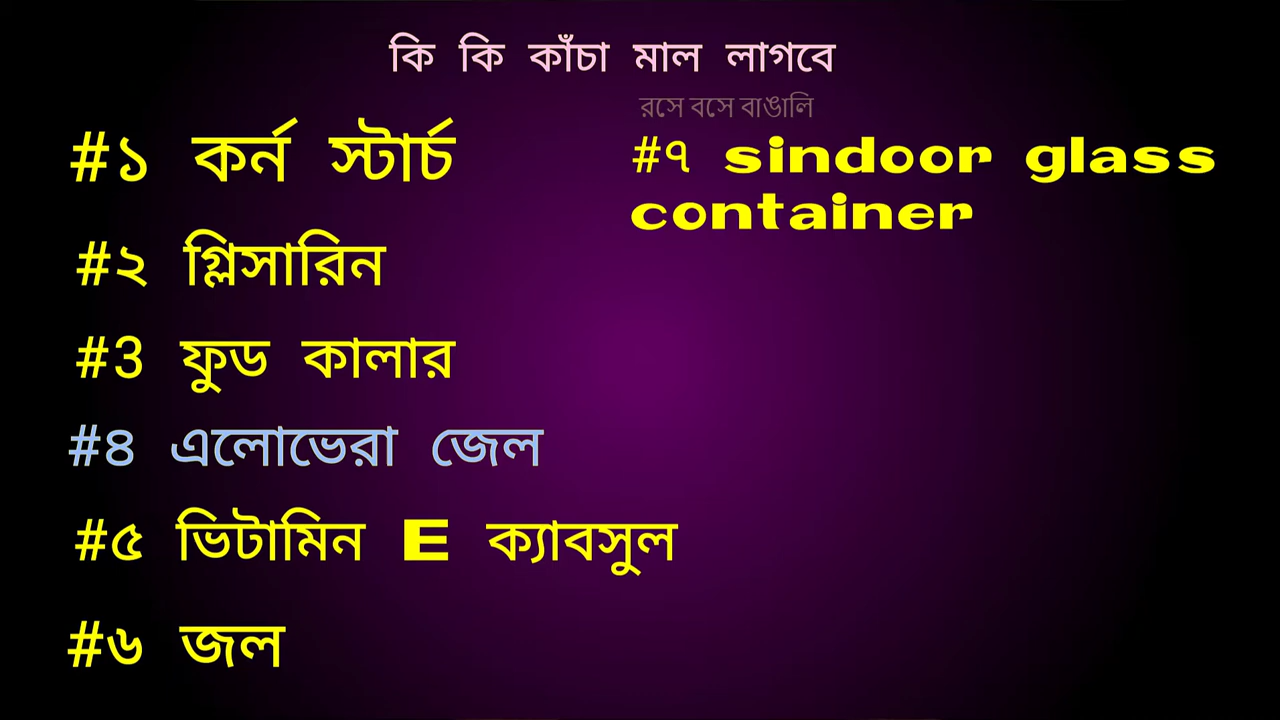 কি কি কাঁচা মাল লাগবে
রসে বসে বাঙালি
#১ কর্ন স্টার্চ
#২ গ্লিসারিন
#3 ফুড কালার
#৪ এলোভেরা জেল
#৫ ভিটামিন E ক্যাবসুল
#৬ জল
#৭ sindoor glass
container